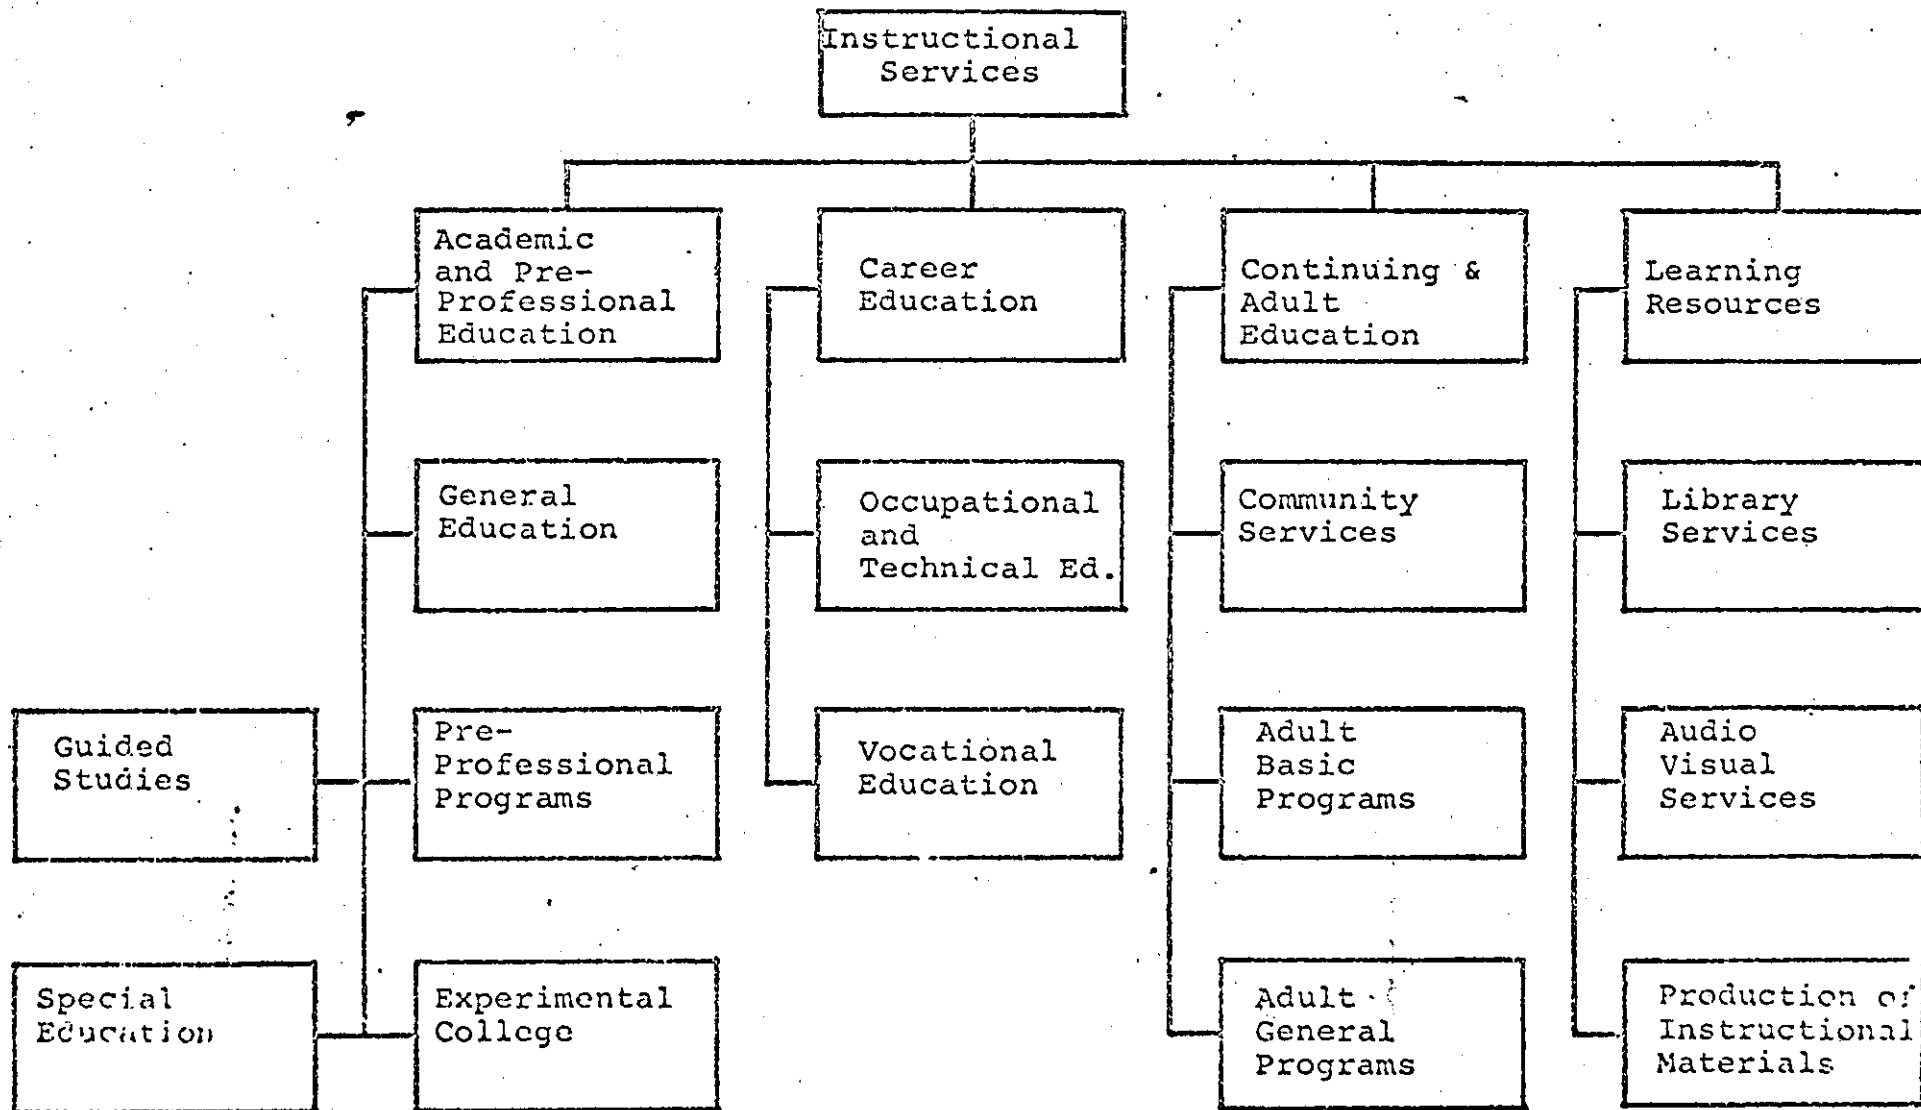 Instructional
Services
Academic
and Pre-
Professional
Education
Career
Education
Continuing &
Adult
Education
Learning
Resources
General
Education
Occupational
and
Technical Ed.
Community
Services
Library
Services
Guided
Studies
Pre-
Professional
Programs
Vocational
Education
Adult
Basic
Programs
Audio
Visual
Services
Special
Education
Experimental
College
Adult
General
Programs
Production of
Instructional
Materials